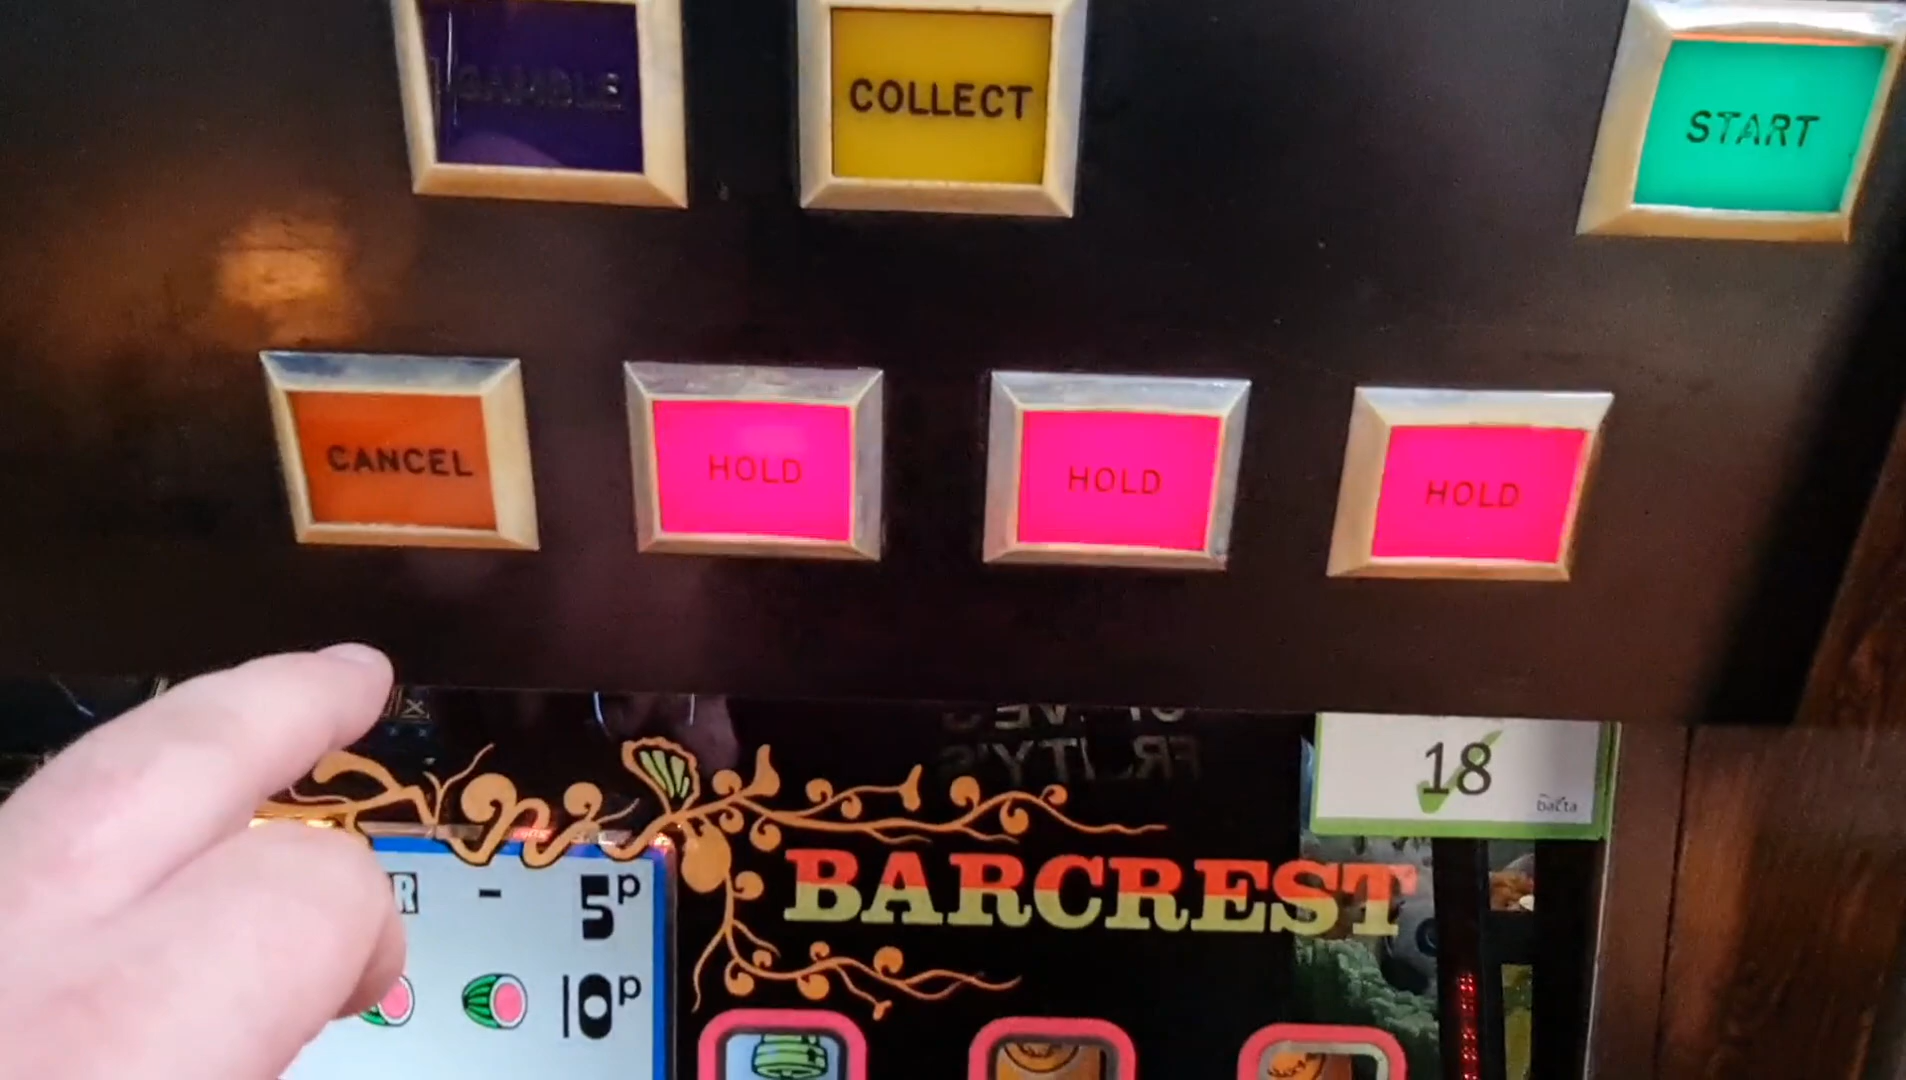 GAMBLE
COLLECT
START
CANCEL
HOLD
HOLD
HOLD
18
bacta
BARCREST
R - 5p
10p